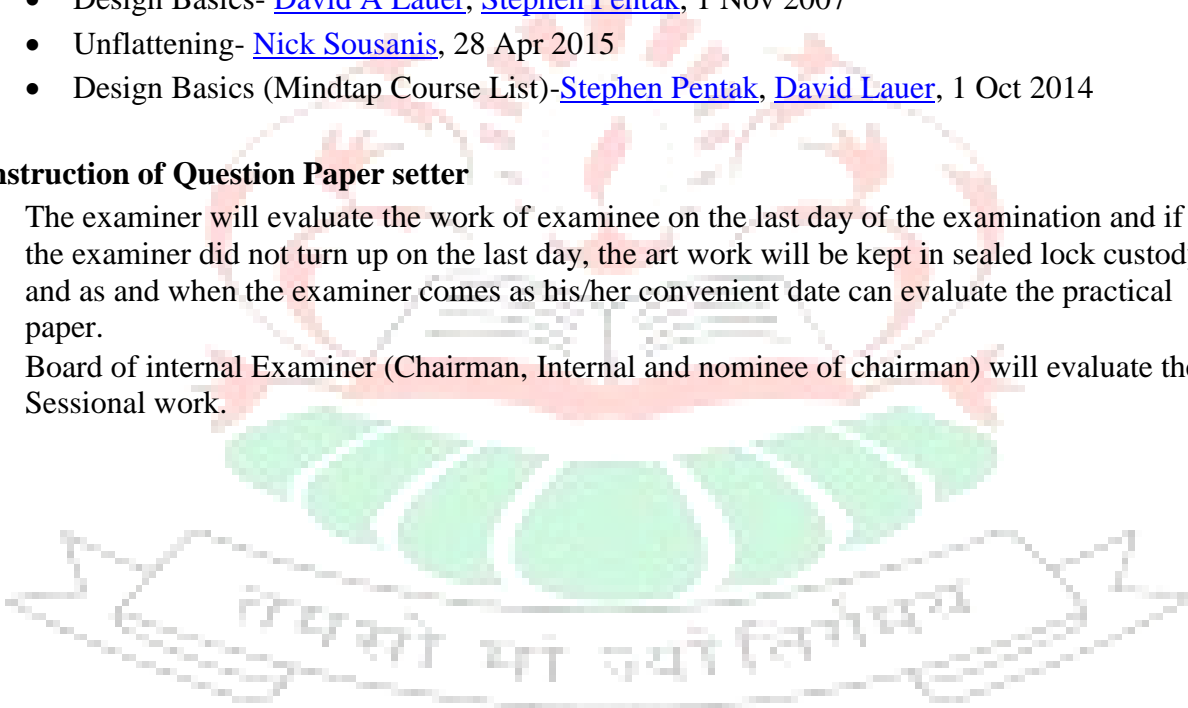 • Design Basics- David A Lauer, Stephen Pentak, 1 Nov 2007
• Unflattening- Nick Sousanis, 28 Apr 2015
• Design Basics (Mindtap Course List)-Stephen Pentak, David Lauer, 1 Oct 2014
nstruction of Question Paper setter
The examiner will evaluate the work of examinee on the last day of the examination and if
the examiner did not turn up on the last day, the art work will be kept in sealed lock custod
and as and when the examiner comes as his/her convenient date can evaluate the practical
paper.
Board of internal Examiner (Chairman, Internal and nominee of chairman) will evaluate the
Sessional work.
तमसो मा ज्योतिर्गमय